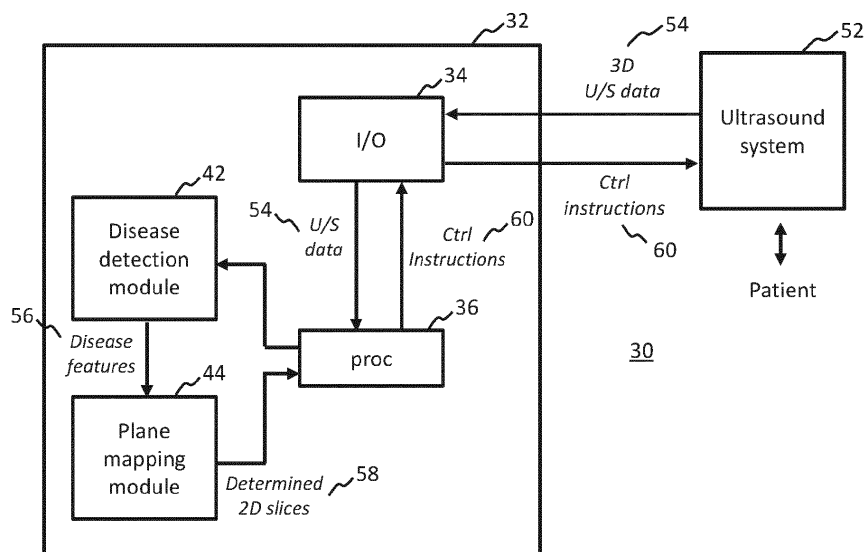 32
54
52
34
3D
U/S data
I/O
Ultrasound
system
42
54
U/S
data
60
Ctrl
Instructions
Ctrl
instructions
60
Disease
detection
module
36
Patient
56
Disease
features
proc
30
44
Plane
mapping
module
58
Determined
2D slices